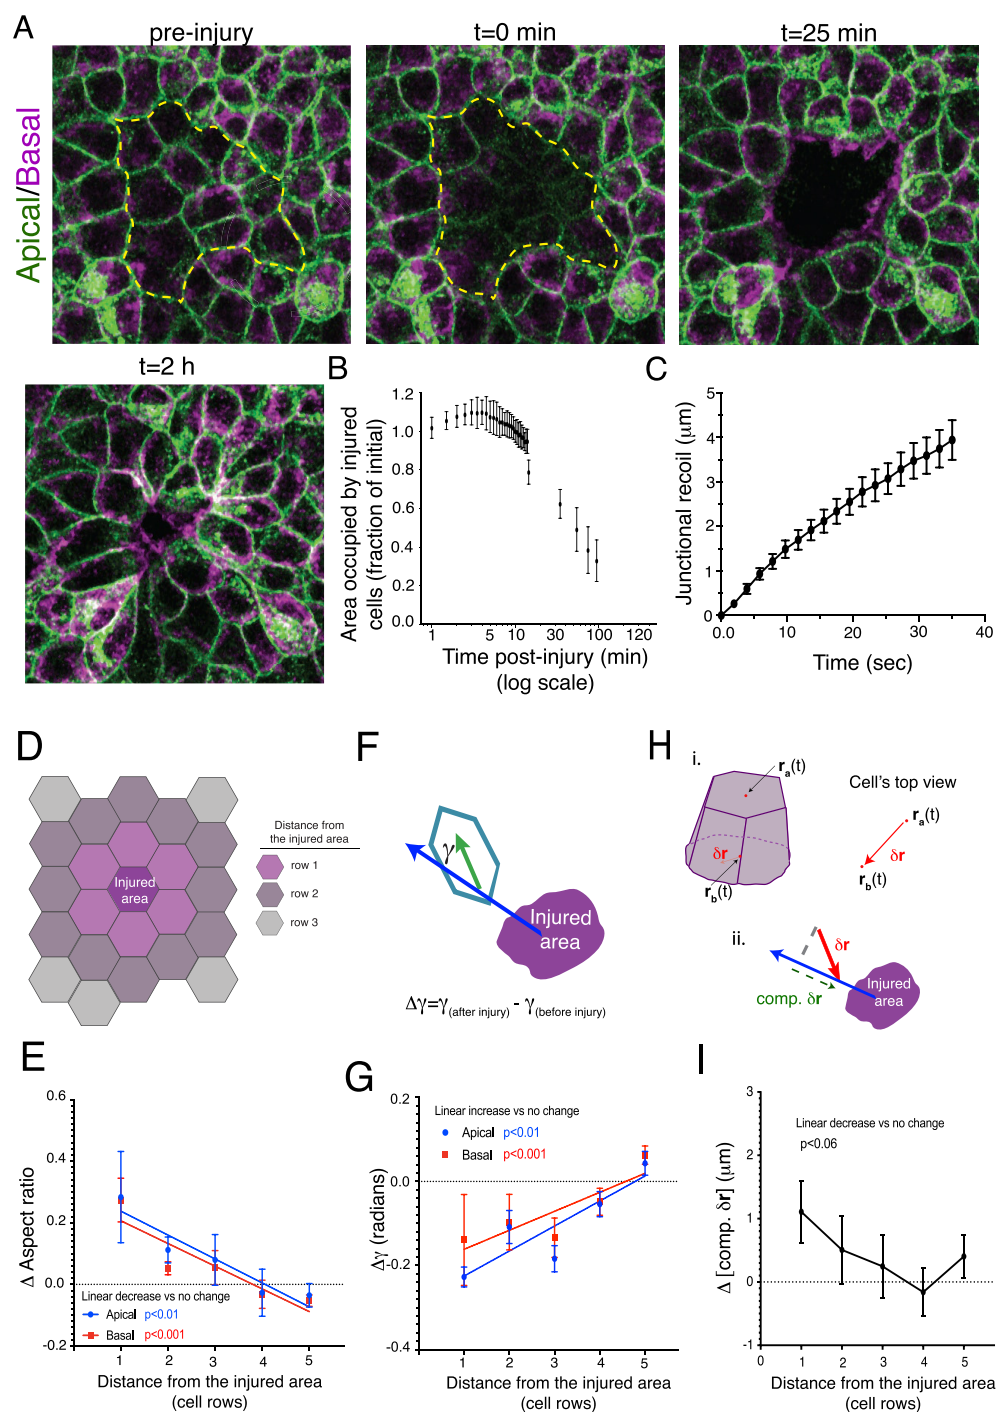 A
pre-injury
t=0 min
t=25 min
Apical/Basal
t=2 h
B
Area occupied by injured
cells (fraction of initial)
1.2
1.0
0.8
0.6
0.4
0.2
0.0
1
5
10
30
100
120
Time post-injury (min)
(log scale)
C
Junctional recoil (µm)
5
4
3
2
1
0
0.0
10
20
30
40
Time (sec)
D
Injured
area
Distance from
the injured area
row 1
row 2
row 3
F
γ
Injured
area
Δγ=γ(after injury) - γ(before injury)
H
i.
ra(t)
δr
rb(t)
Cell's top view
ra(t)
δr
rb(t)
ii.
δr
comp. δr
Injured
area
E
Δ Aspect ratio
0.6
0.4
0.2
0.0
-0.2
Linear decrease vs no change
Apical p<0.01
Basal p<0.001
1
2
3
4
5
Distance from the injured area
(cell rows)
G
Δγ (radians)
0.2
0.0
-0.2
-0.4
Linear increase vs no change
Apical p<0.01
Basal p<0.001
1
2
3
4
5
Distance from the injured area
(cell rows)
I
Δ [comp. δr] (µm)
3
2
1
0
-1
Linear decrease vs no change
p<0.06
0
1
2
3
4
5
Distance from the injured area
(cell rows)